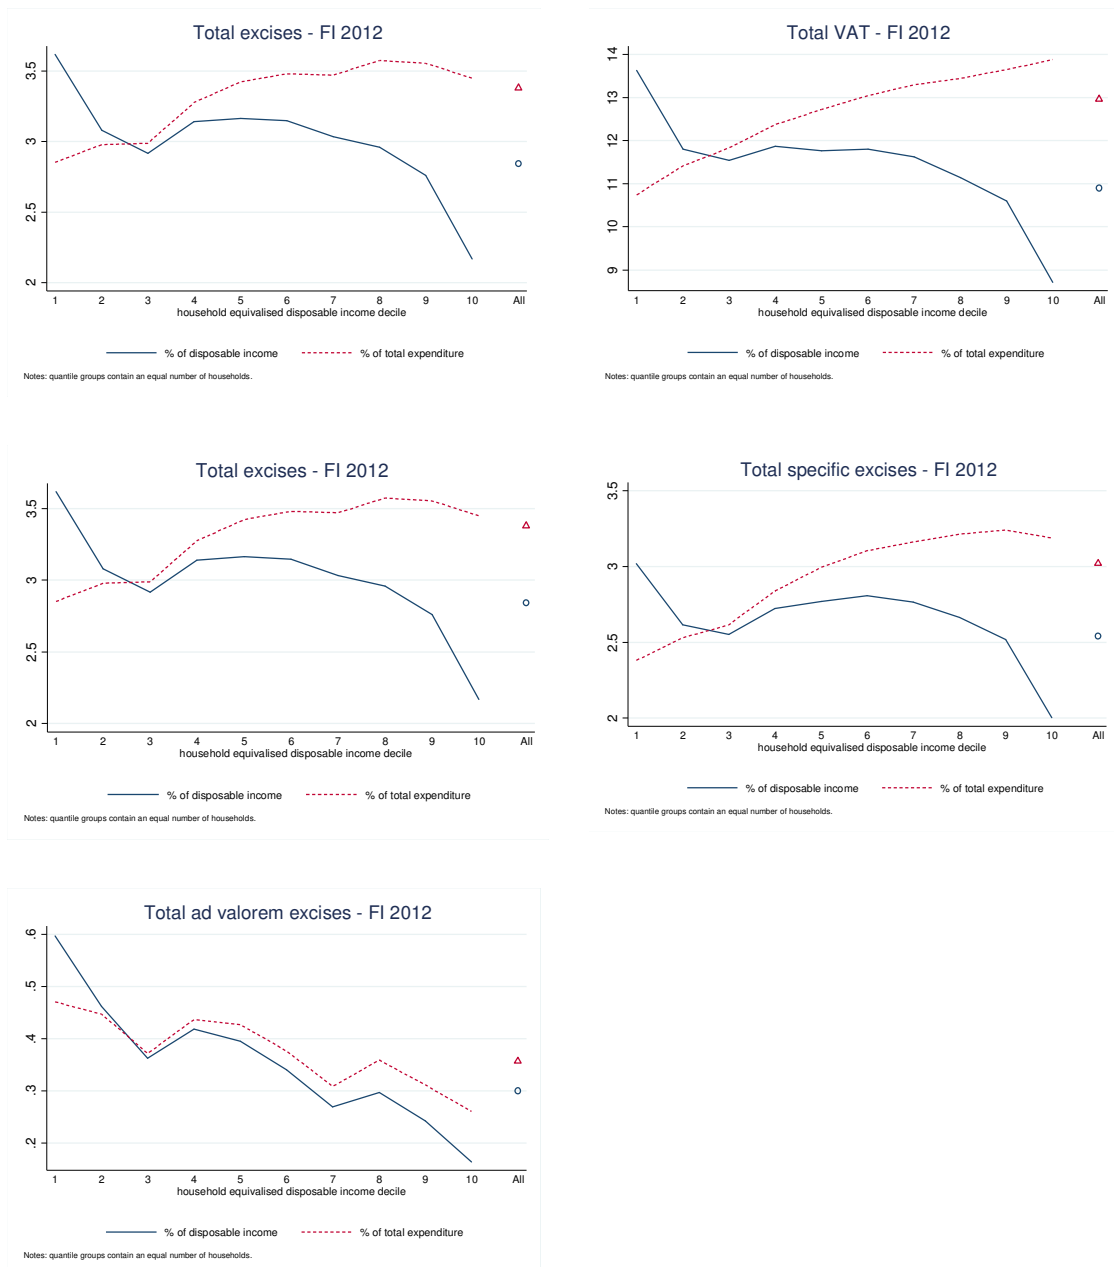 Total excises - FI 2012
3.5
3
2.5
2
1 2 3 4 5 6 7 8 9 10 All
household equivalised disposable income decile
% of disposable income % of total expenditure
Notes: quantile groups contain an equal number of households.
Total VAT - FI 2012
14
13
12
11
10
9
1 2 3 4 5 6 7 8 9 10 All
household equivalised disposable income decile
% of disposable income % of total expenditure
Notes: quantile groups contain an equal number of households.
Total excises - FI 2012
3.5
3
2.5
2
1 2 3 4 5 6 7 8 9 10 All
household equivalised disposable income decile
% of disposable income % of total expenditure
Notes: quantile groups contain an equal number of households.
Total specific excises - FI 2012
3.5
3
2.5
2
1 2 3 4 5 6 7 8 9 10 All
household equivalised disposable income decile
% of disposable income % of total expenditure
Notes: quantile groups contain an equal number of households.
Total ad valorem excises - FI 2012
.6
.5
.4
.3
.2
1 2 3 4 5 6 7 8 9 10 All
household equivalised disposable income decile
% of disposable income % of total expenditure
Notes: quantile groups contain an equal number of households.